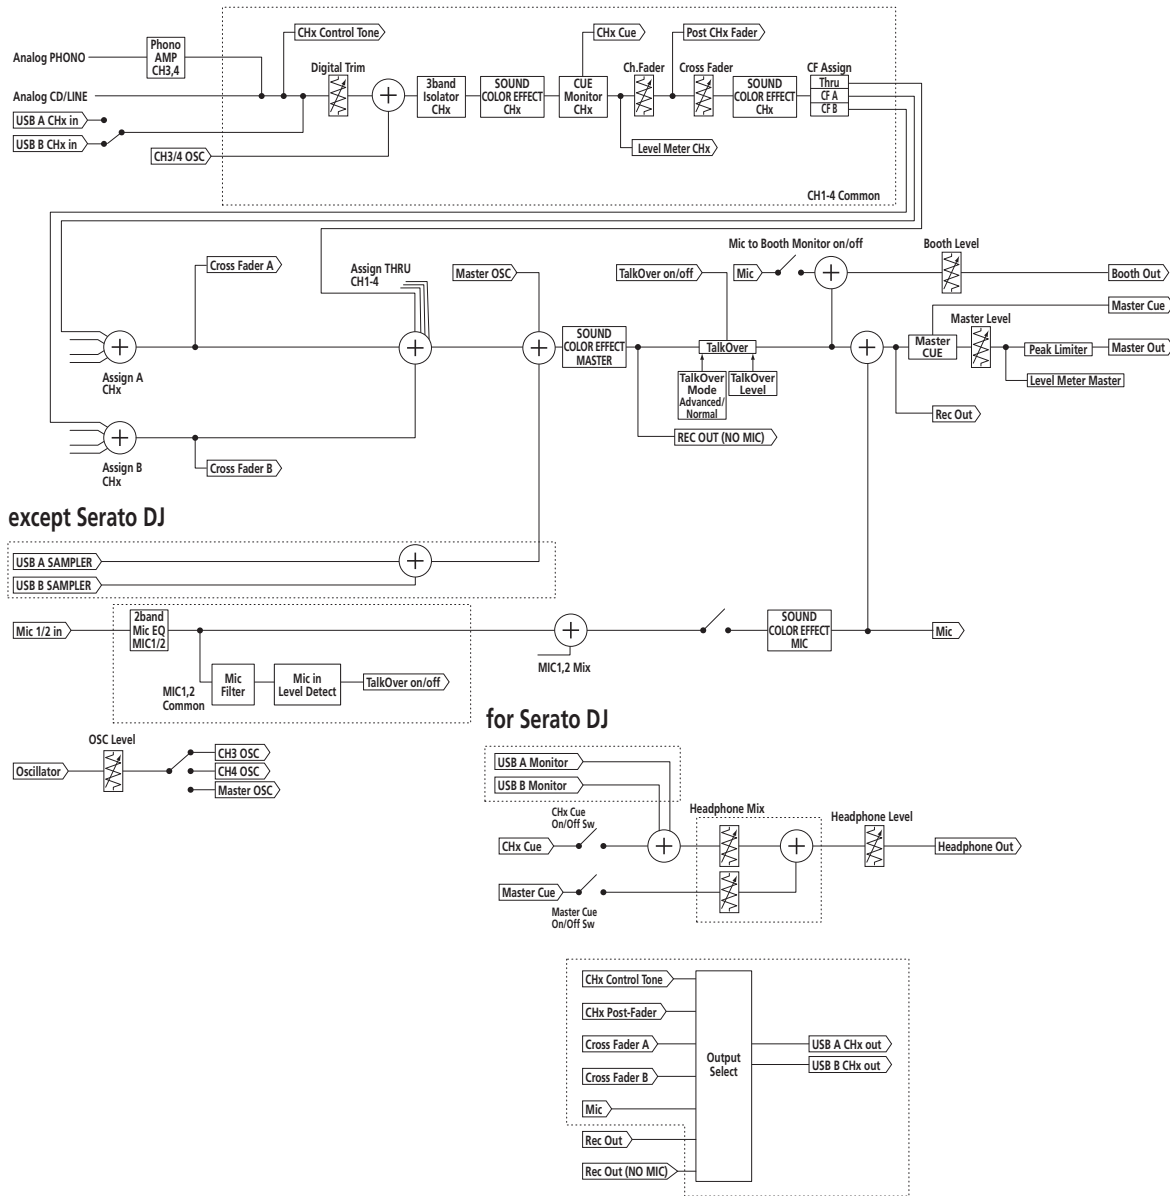 CHx Control Tone
CHx Cue
Post CHx Fader
Phono
AMP
CH3,4
Analog PHONO
Digital Trim
Ch.Fader
Cross Fader
CF Assign
Thru
CF A
CF B
3band
Isolator
CHx
SOUND
COLOR EFFECT
CHx
CUE
Monitor
CHx
SOUND
COLOR EFFECT
CHx
Analog CD/LINE
USB A CHx in
USB B CHx in
CH3/4 OSC
Level Meter CHx
CH1-4 Common
Cross Fader A
Assign THRU
CH1-4
Master OSC
TalkOver on/off
Mic to Booth Monitor on/off
Mic
Booth Level
Booth Out
Master Cue
Assign A
CHx
SOUND
COLOR EFFECT
MASTER
TalkOver
TalkOver
Mode
Advanced/
Normal
TalkOver
Level
Master
CUE
Master Level
Peak Limiter
Master Out
Level Meter Master
Rec Out
REC OUT (NO MIC)
Assign B
CHx
Cross Fader B
except Serato DJ
USB A SAMPLER
USB B SAMPLER
Mic 1/2 in
2band
Mic EQ
MIC1/2
MIC1,2 Mix
SOUND
COLOR EFFECT
MIC
Mic
Mic
Filter
Mic in
Level Detect
TalkOver on/off
MIC1,2
Common
OSC Level
Oscillator
CH3 OSC
CH4 OSC
Master OSC
for Serato DJ
USB A Monitor
USB B Monitor
CHx Cue
On/Off Sw
CHx Cue
Headphone Mix
Headphone Level
Headphone Out
Master Cue
Master Cue
On/Off Sw
CHx Control Tone
CHx Post-Fader
Cross Fader A
Cross Fader B
Mic
Rec Out
Rec Out (NO MIC)
Output
Select
USB A CHx out
USB B CHx out